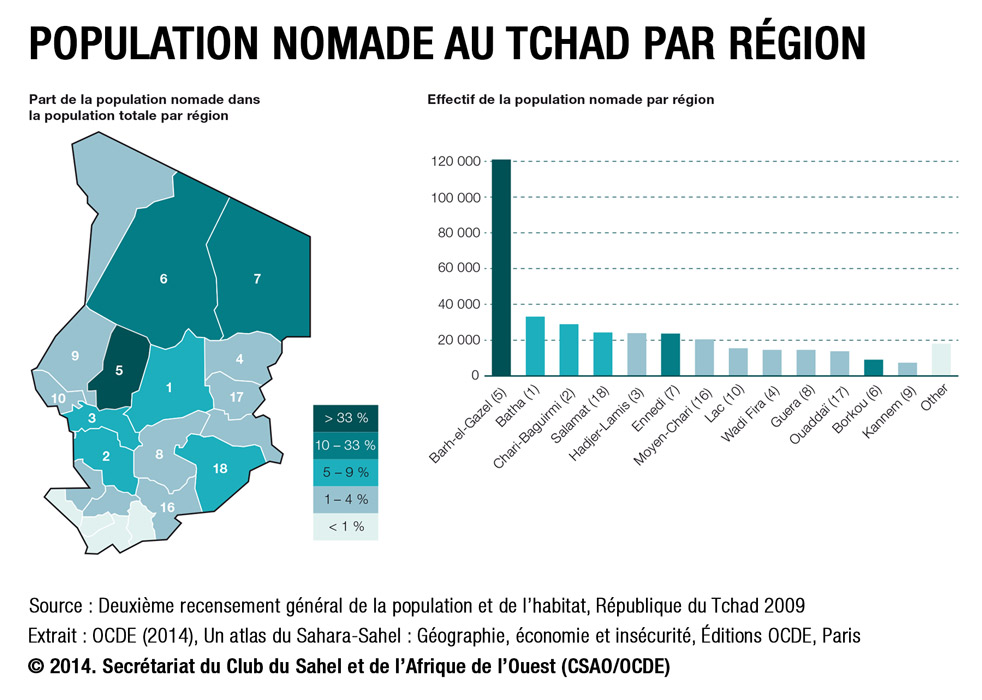 POPULATION NOMADE AU TCHAD PAR RÉGION
Part de la population nomade dans
la population totale par région
6
7
9
5
4
1
10
17
3
2
8
18
16
> 33 %
10 – 33 %
5 – 9 %
1 – 4 %
< 1 %
Effectif de la population nomade par région
120 000
100 000
80 000
60 000
40 000
20 000
0
Barh-el-Gazel (5)
Batha (1)
Chari-Baguirmi (2)
Salamat (18)
Hadjer-Lamis (3)
Ennedi (7)
Moyen-Chari (16)
Lac (10)
Wadi Fira (4)
Guera (8)
Ouaddaï (17)
Borkou (6)
Kannem (9)
Other
Source : Deuxième recensement général de la population et de l’habitat, République du Tchad 2009
Extrait : OCDE (2014), Un atlas du Sahara-Sahel : Géographie, économie et insécurité, Éditions OCDE, Paris
© 2014. Secrétariat du Club du Sahel et de l’Afrique de l’Ouest (CSAO/OCDE)